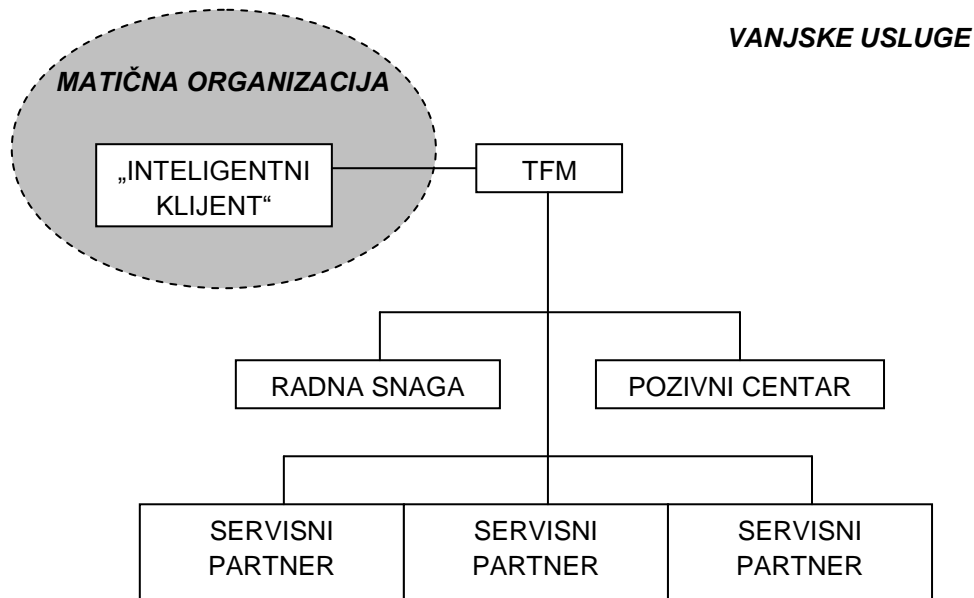 VANJSKE USLUGE
MATIČNA ORGANIZACIJA
„INTELIGENTNI
KLIJENT“
TFM
RADNA SNAGA
POZIVNI CENTAR
SERVISNI
PARTNER
SERVISNI
PARTNER
SERVISNI
PARTNER